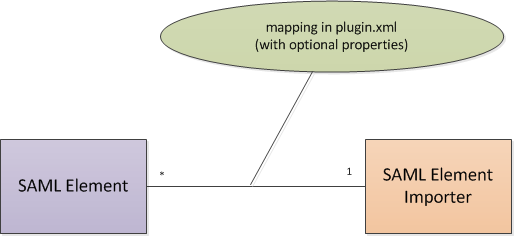 mapping in plugin.xml
(with optional properties)
SAML Element
*
1
SAML Element
Importer